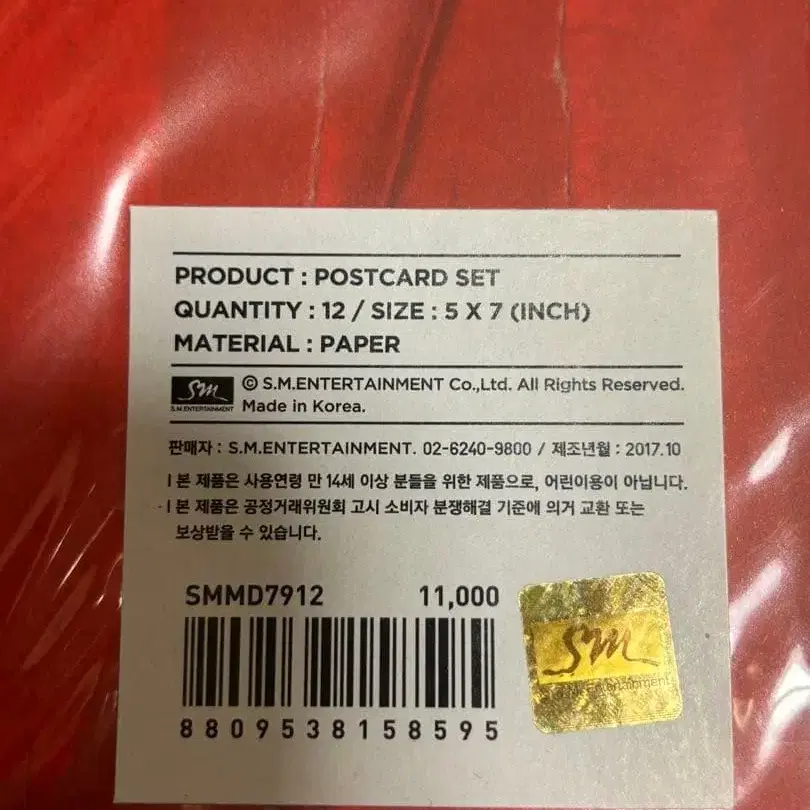 PRODUCT : POSTCARD SET
QUANTITY : 12 / SIZE : 5 X 7 (INCH)
MATERIAL : PAPER
SM
S.M.ENTERTAINMENT
© S.M.ENTERTAINMENT Co.,Ltd. All Rights Reserved.
Made in Korea.
판매자 : S.M.ENTERTAINMENT. 02-6240-9800 / 제조년월 : 2017.10
I 본 제품은 사용연령 만 14세 이상 분들을 위한 제품으로, 어린이용이 아닙니다.
I 본 제품은 공정거래위원회 고시 소비자 분쟁해결 기준에 의거 교환 또는
보상받을 수 있습니다.
SMMD7912 11,000
8809538158595
SM
S.M.Entertainment